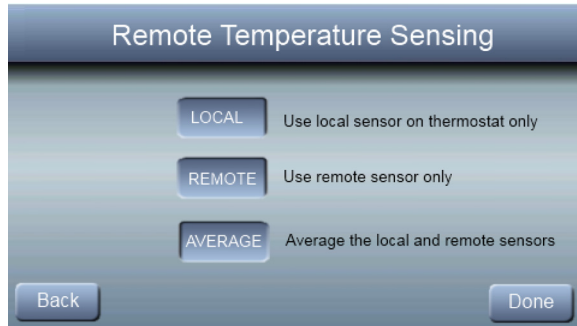 Remote Temperature Sensing
LOCAL Use local sensor on thermostat only
REMOTE Use remote sensor only
AVERAGE Average the local and remote sensors
Back Done